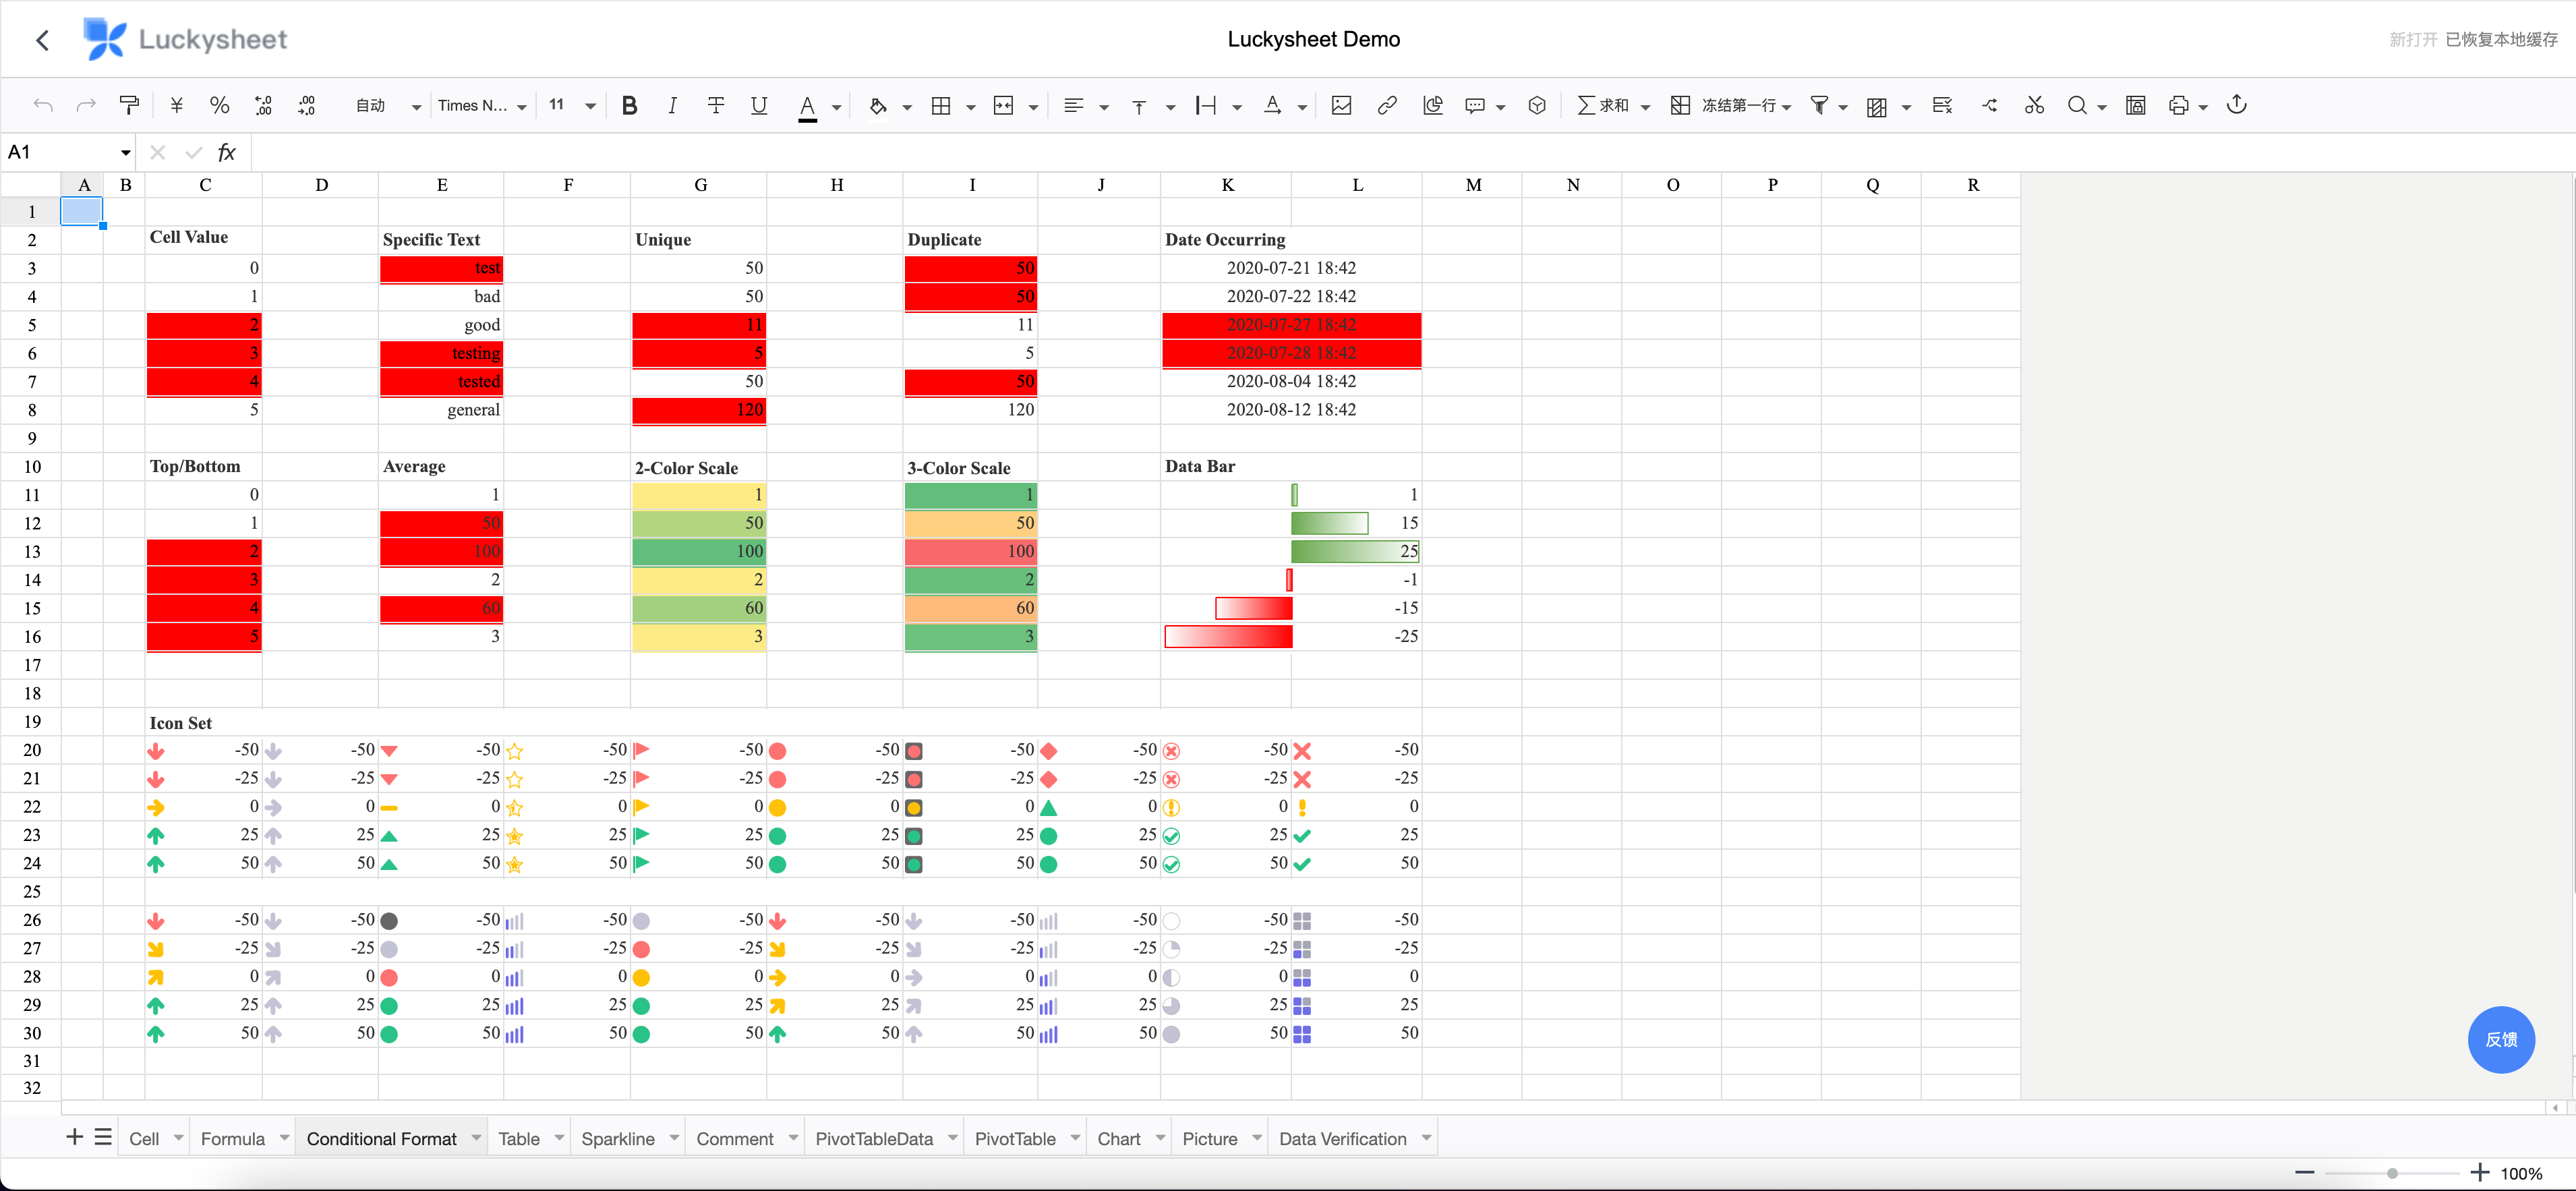 Luckysheet
Luckysheet Demo
新打开 已恢复本地缓存
¥ % .0 .00 自动 Times N... 11 B I T U A A 求和 冻结第一行
A1 fx
A B C D E F G H I J K L M N O P Q R
1
2 Cell Value Specific Text Unique Duplicate Date Occurring
3 0 test 50 50 2020-07-21 18:42
4 1 bad 50 50 2020-07-22 18:42
5 2 good 11 11 2020-07-27 18:42
6 3 testing 5 5 2020-07-28 18:42
7 4 tested 50 50 2020-08-04 18:42
8 5 general 120 120 2020-08-12 18:42
9
10 Top/Bottom Average 2-Color Scale 3-Color Scale Data Bar
11 0 1 1 1 1
12 1 50 50 50 15
13 2 100 100 100 25
14 3 2 2 2 -1
15 4 60 60 60 -15
16 5 3 3 3 -25
17
18
19 Icon Set
20 -50 -50 -50 -50 -50 -50 -50 -50 -50 -50
21 -25 -25 -25 -25 -25 -25 -25 -25 -25 -25
22 0 0 0 0 0 0 0 0 0 0
23 25 25 25 25 25 25 25 25 25 25
24 50 50 50 50 50 50 50 50 50 50
25
26 -50 -50 -50 -50 -50 -50 -50 -50 -50 -50
27 -25 -25 -25 -25 -25 -25 -25 -25 -25 -25
28 0 0 0 0 0 0 0 0 0 0
29 25 25 25 25 25 25 25 25 25 25
30 50 50 50 50 50 50 50 50 50 50
31
32
反馈
Cell Formula Conditional Format Table Sparkline Comment PivotTableData PivotTable Chart Picture Data Verification
100%